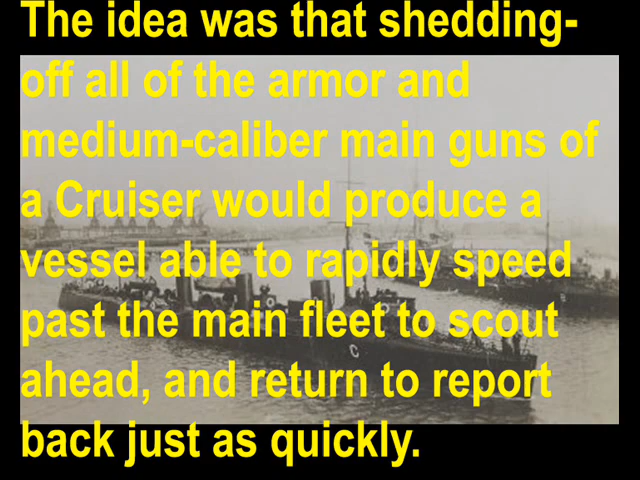 The idea was that shedding-
off all of the armor and
medium-caliber main guns of
a Cruiser would produce a
vessel able to rapidly speed
past the main fleet to scout
ahead, and return to report
back just as quickly.
C